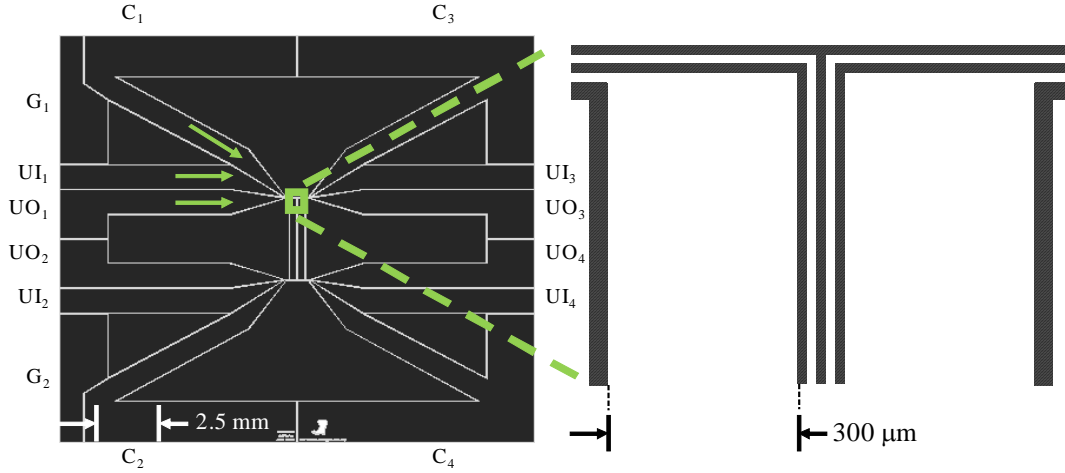 C1 C3
G1
UI1 UI3
UO1 UO3
UO2 UO4
UI2 UI4
G2
2.5 mm
300 μm
C2 C4